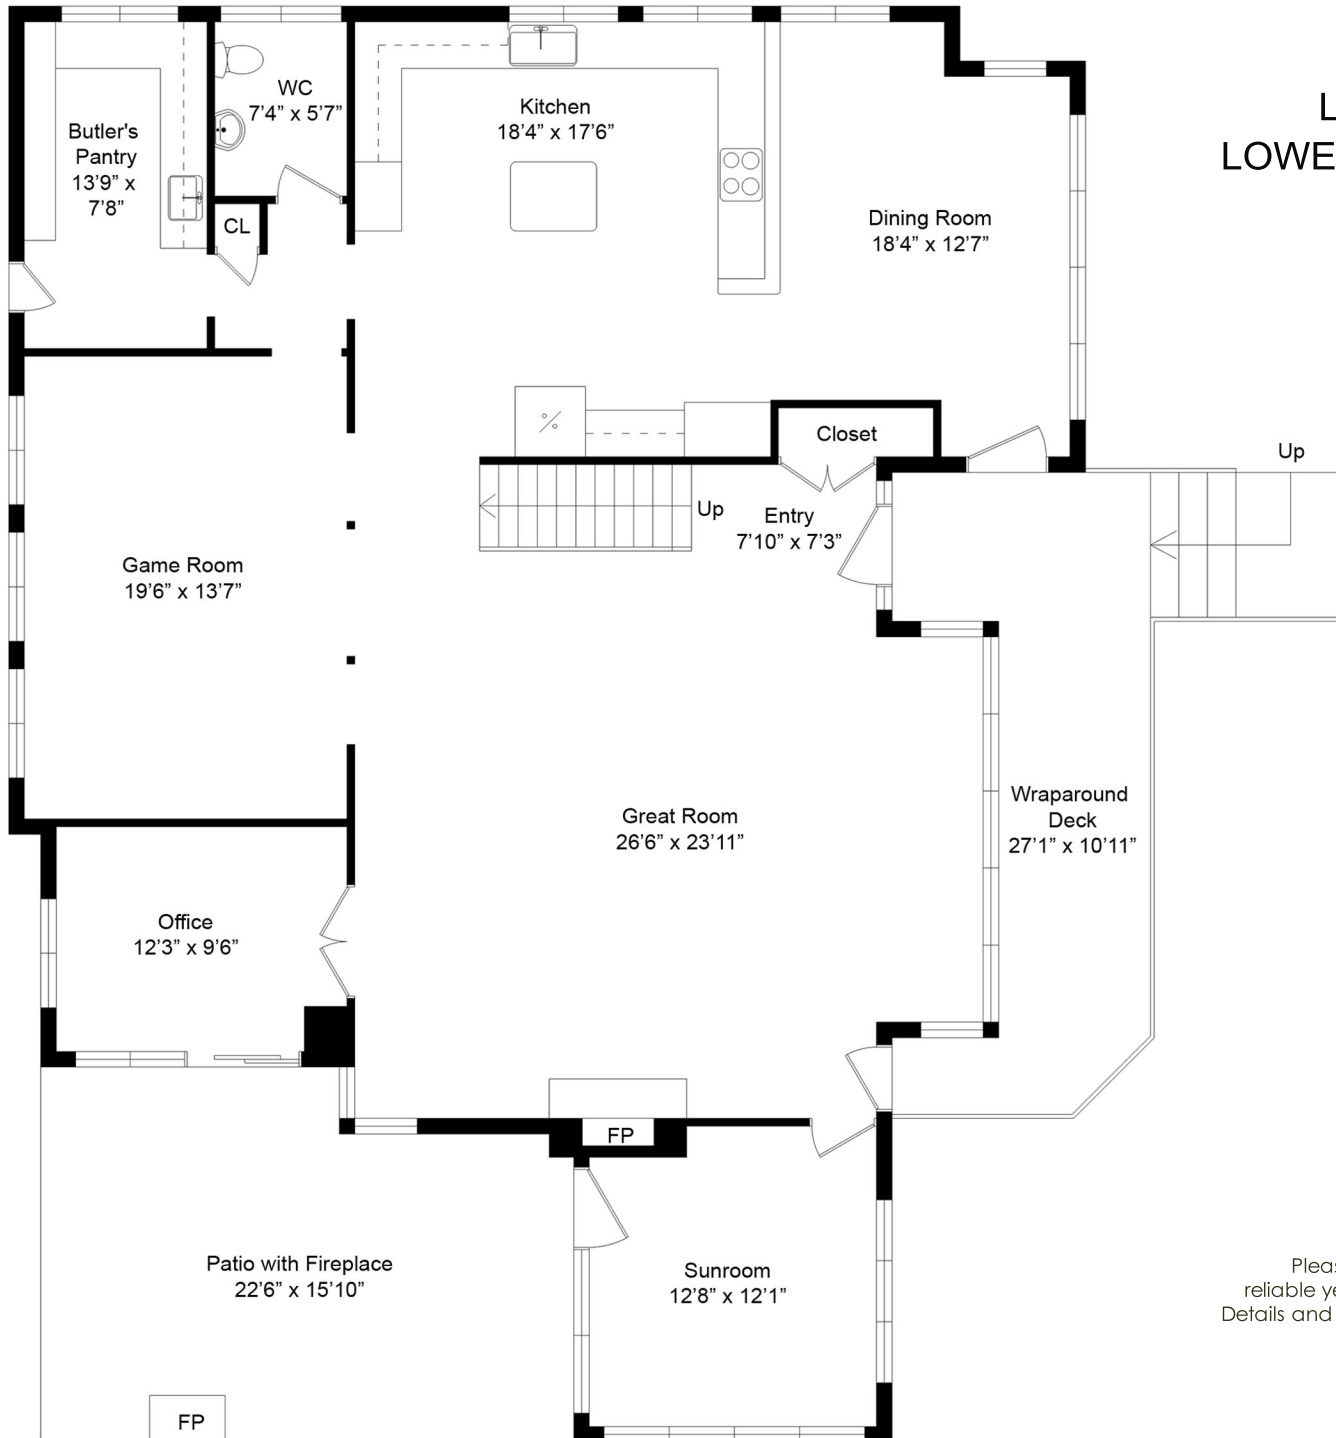 WC
7'4" x 5'7"
Butler's
Pantry
13'9" x
7'8"
CL
Kitchen
18'4" x 17'6"
Dining Room
18'4" x 12'7"
L
LOWE
Closet
Up
Up
Entry
7'10" x 7'3"
Game Room
19'6" x 13'7"
Great Room
26'6" x 23'11"
Wraparound
Deck
27'1" x 10'11"
Office
12'3" x 9'6"
FP
Patio with Fireplace
22'6" x 15'10"
Sunroom
12'8" x 12'1"
Pleas
reliable ye
Details and
FP